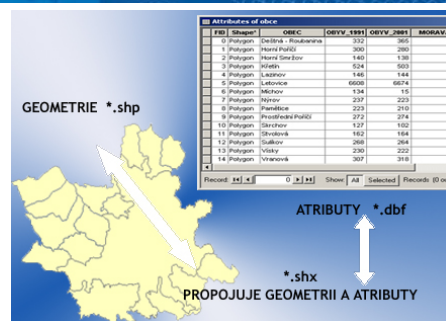 Attributes of obce
FID Shape* OBEC OBYV_1991 OBYV_2001 MORAV
0 Polygon Deštná - Roubanina 332 365
1 Polygon Horní Poříčí 300 280
2 Polygon Horní Smržov 140 138
3 Polygon Křetín 524 503
4 Polygon Lazinov 146 144
5 Polygon Letovice 6608 6674
6 Polygon Míchov 134 15
7 Polygon Nýrov 237 223
8 Polygon Pamětice 223 210
9 Polygon Prostřední Poříčí 272 274
10 Polygon Skrchov 127 102
11 Polygon Stvolová 162 164
12 Polygon Sulíkov 268 264
13 Polygon Vísky 230 222
14 Polygon Vranová 307 318
Record: 0 Show: All Selected Records (0 ou
GEOMETRIE *.shp
ATRIBUTY *.dbf
*.shx
PROPOJUJE GEOMETRII A ATRIBUTY